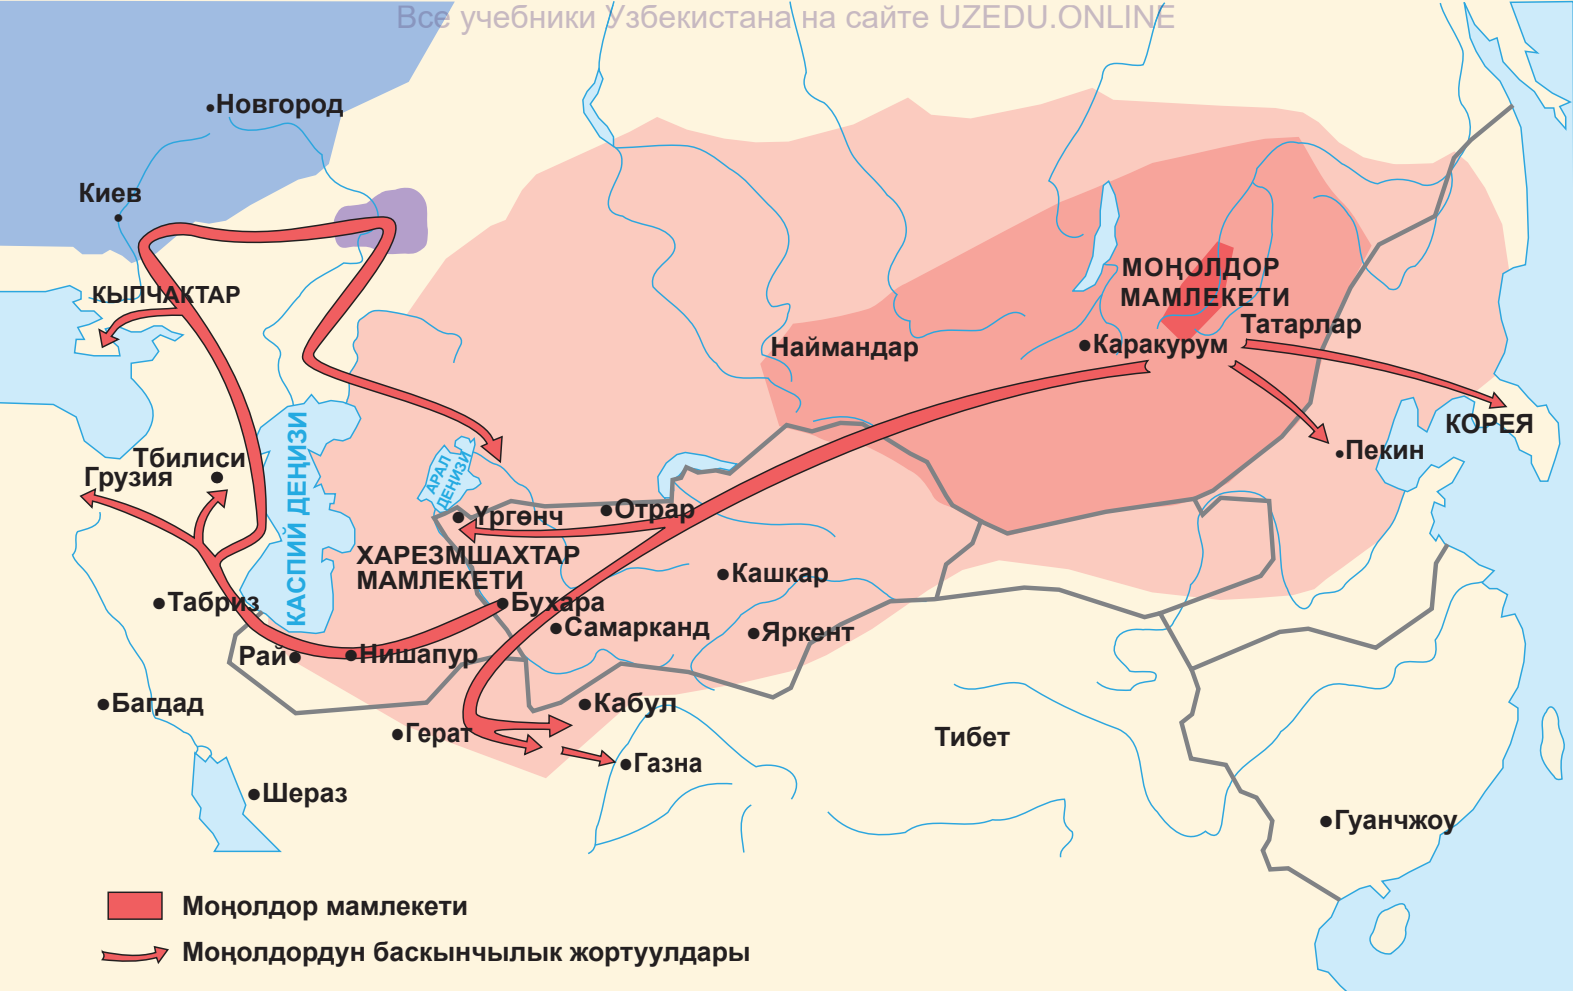 Все учебники Узбекистана на сайте UZEDU.ONLINE
Новгород
Киев
КЫПЧАКТАР
МОҢОЛДОР
МАМЛЕКЕТИ
Татарлар
Наймандар
Каракурум
КОРЕЯ
Пекин
Тбилиси
Грузия
КАСПИЙ ДЕҢИЗИ
АРАЛ
ДЕҢИЗИ
Үргөнч
Отрар
ХАРЕЗМШАХТАР
МАМЛЕКЕТИ
Кашкар
Табриз
Бухара
Самарканд
Яркент
Рай
Нишапур
Багдад
Кабул
Герат
Тибет
Газна
Шераз
Гуанчжоу
Моңолдор мамлекети
Моңолдордун баскынчылык жортуулдары